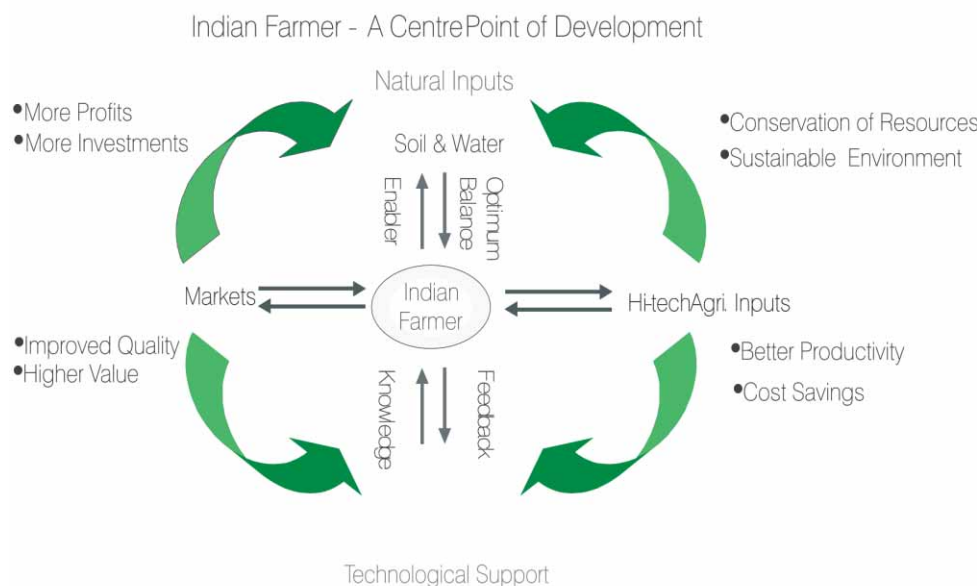 Indian Farmer - A CentrePoint of Development
Natural Inputs
•More Profits
•More Investments
•Conservation of Resources
•Sustainable Environment
Soil & Water
Enabler
Optimum
Balance
Markets
Indian
Farmer
Hi-techAgri. Inputs
•Improved Quality
•Higher Value
•Better Productivity
•Cost Savings
Knowledge
Feedback
Technological Support